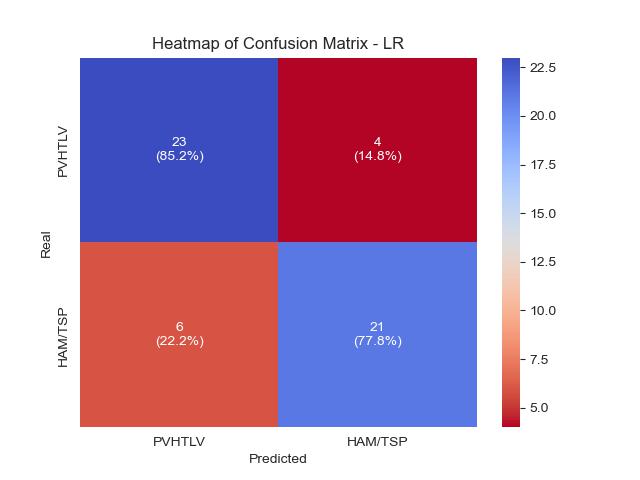 Heatmap of Confusion Matrix - LR
PVHTLV
HAM/TSP
Real
23
(85.2%)
4
(14.8%)
6
(22.2%)
21
(77.8%)
PVHTLV
HAM/TSP
Predicted
22.5
20.0
17.5
15.0
12.5
10.0
7.5
5.0